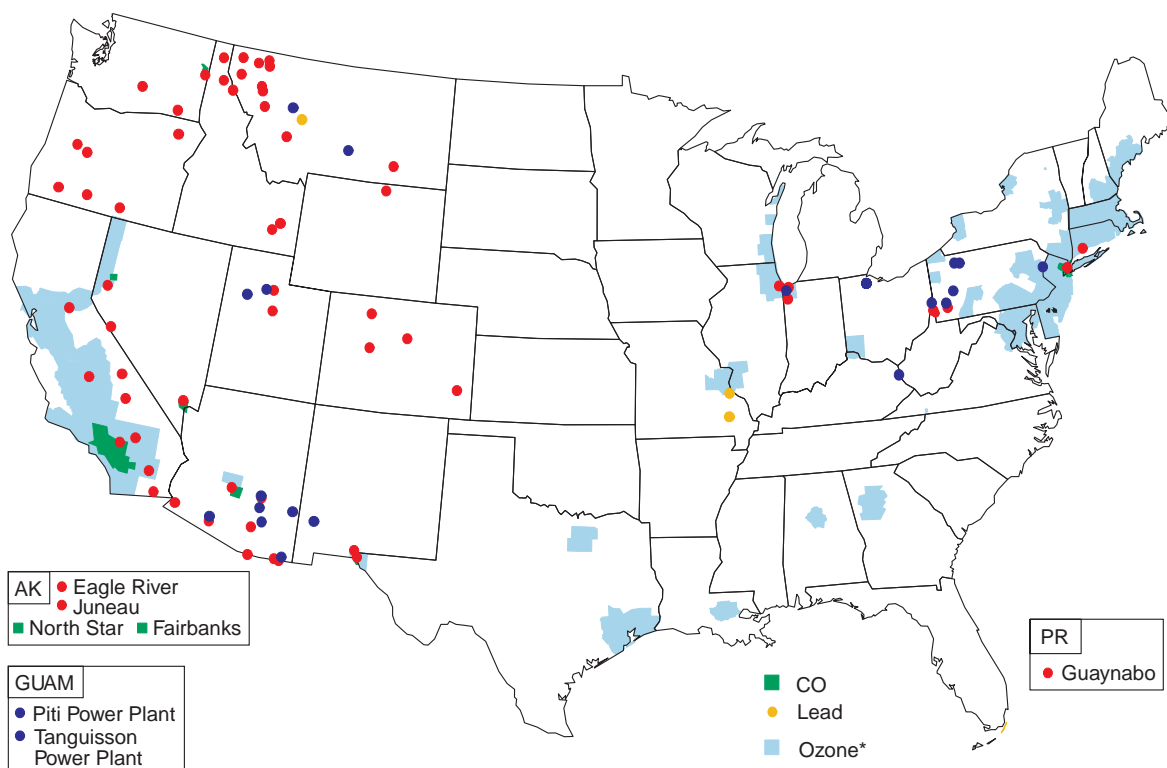 AK
Eagle River
Juneau
North Star Fairbanks
GUAM
Piti Power Plant
Tanguisson
Power Plant
CO
Lead
Ozone*
PR
Guaynabo